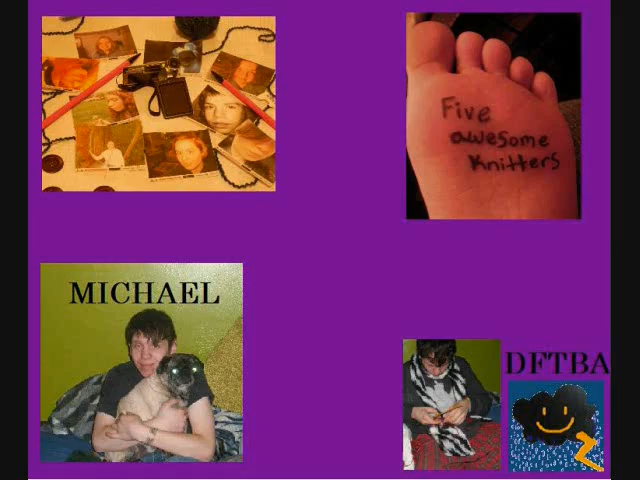 Five
awesome
Knitters
MICHAEL
DFTBA
Z